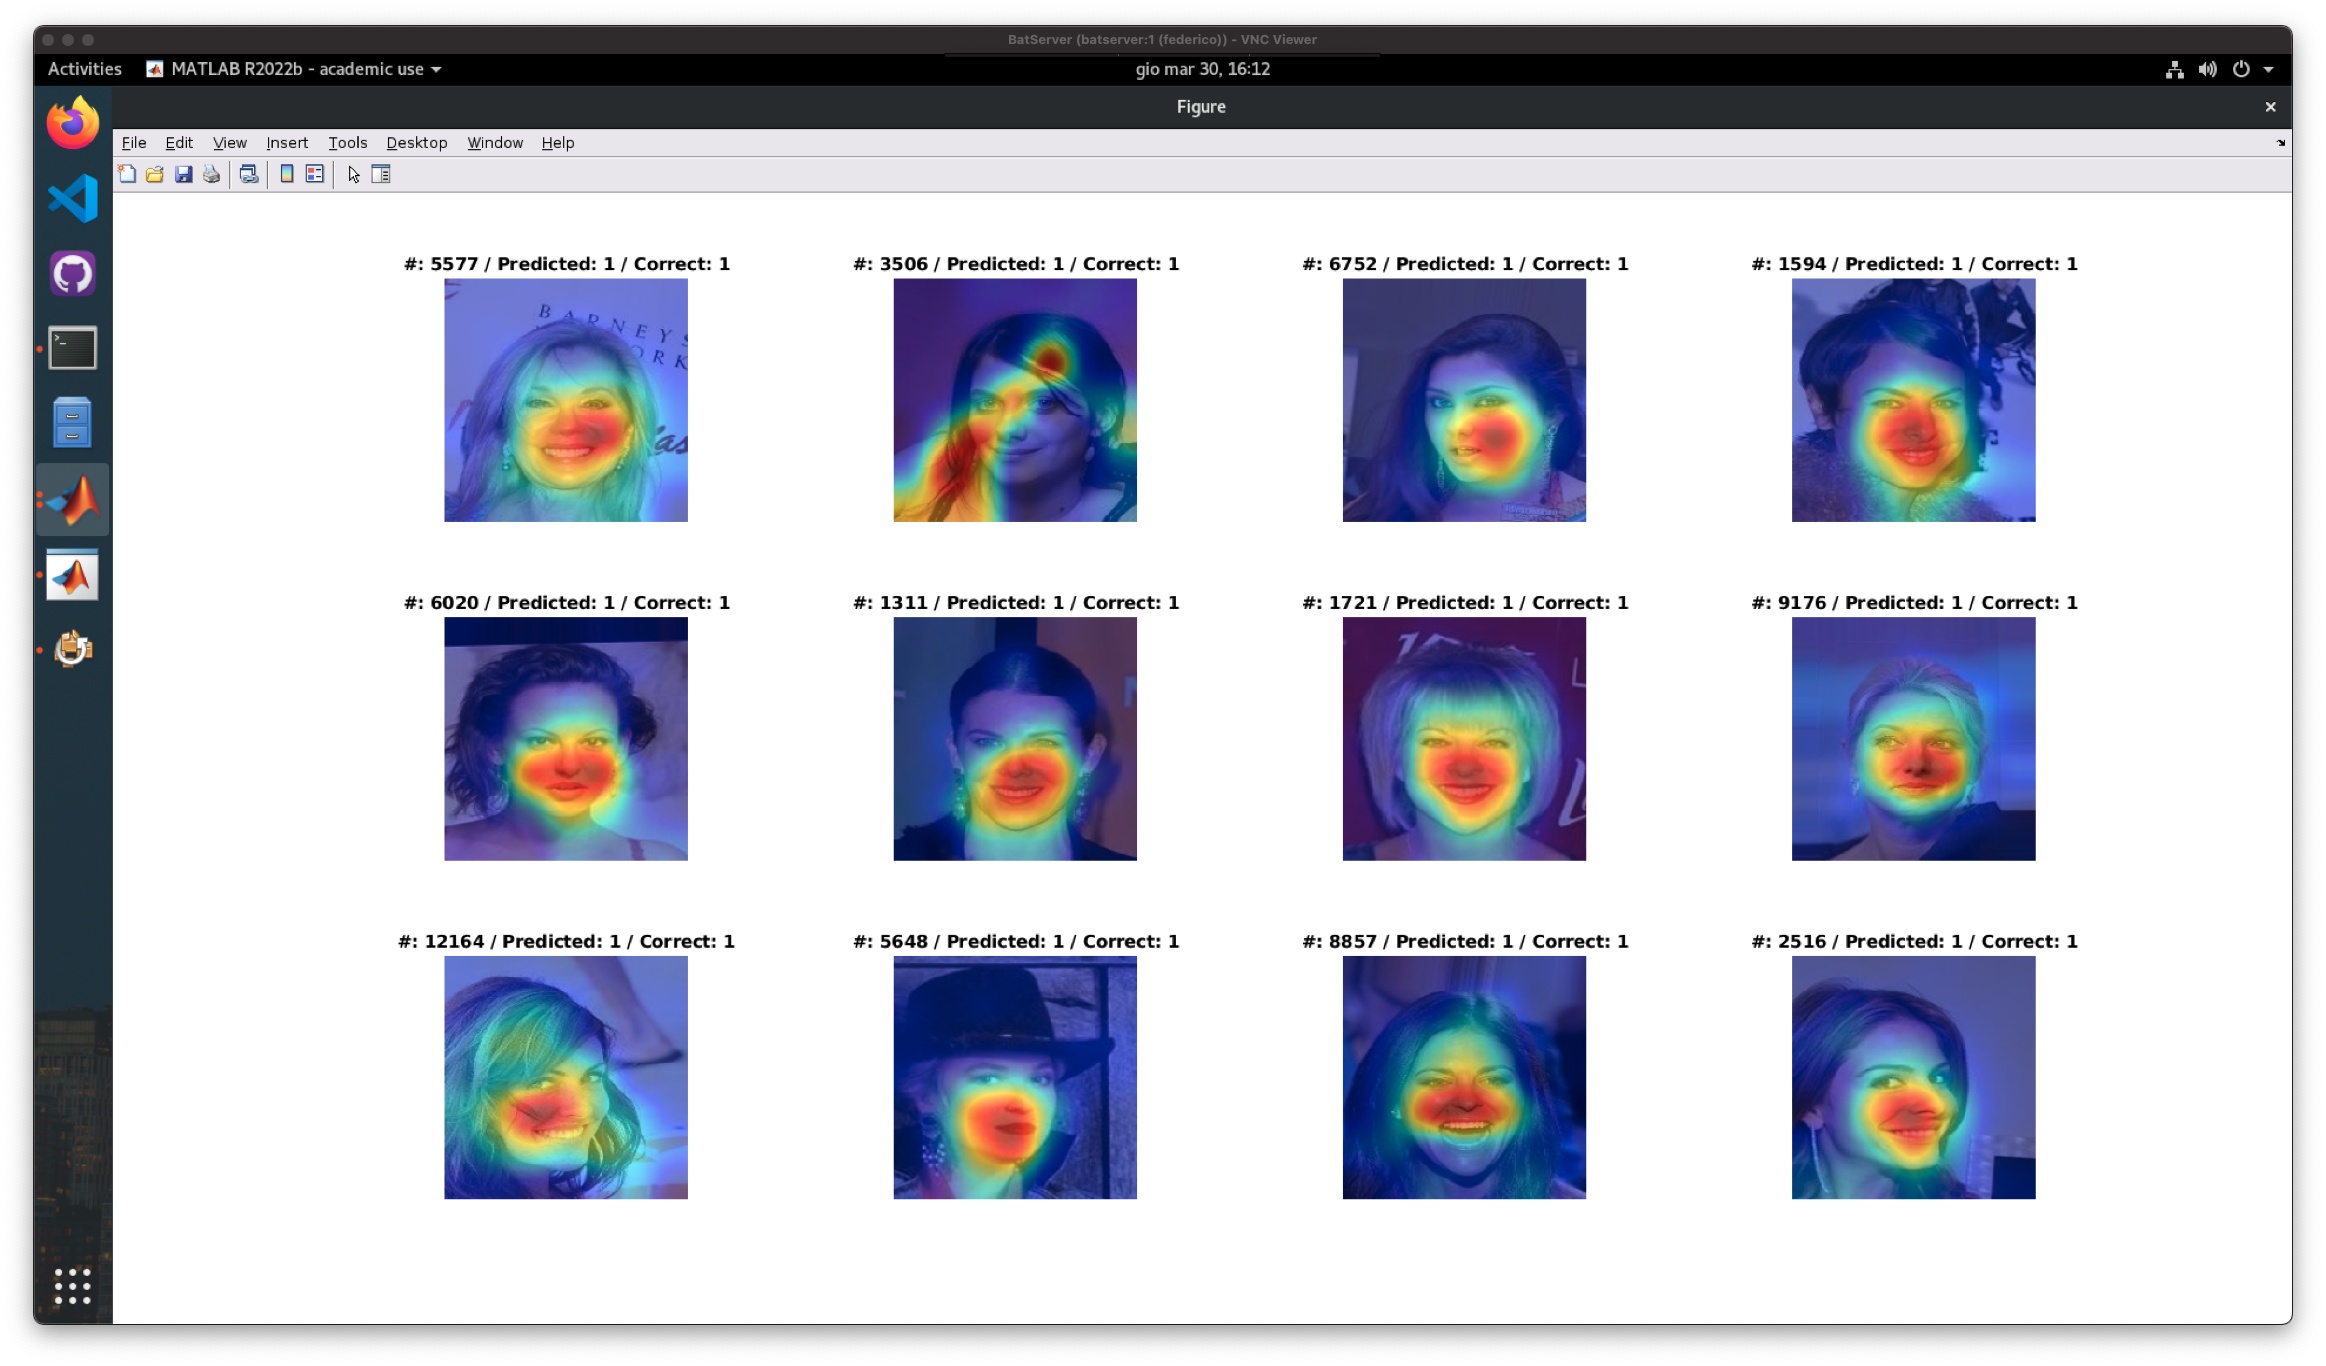 BatServer (batserver:1 (federico)) - VNC Viewer
Activities MATLAB R2022b - academic use gio mar 30, 16:12
Figure
File Edit View Insert Tools Desktop Window Help
#: 5577 / Predicted: 1 / Correct: 1 #: 3506 / Predicted: 1 / Correct: 1 #: 6752 / Predicted: 1 / Correct: 1 #: 1594 / Predicted: 1 / Correct: 1
BARNEYS
ORK
#: 6020 / Predicted: 1 / Correct: 1 #: 1311 / Predicted: 1 / Correct: 1 #: 1721 / Predicted: 1 / Correct: 1 #: 9176 / Predicted: 1 / Correct: 1
#: 12164 / Predicted: 1 / Correct: 1 #: 5648 / Predicted: 1 / Correct: 1 #: 8857 / Predicted: 1 / Correct: 1 #: 2516 / Predicted: 1 / Correct: 1